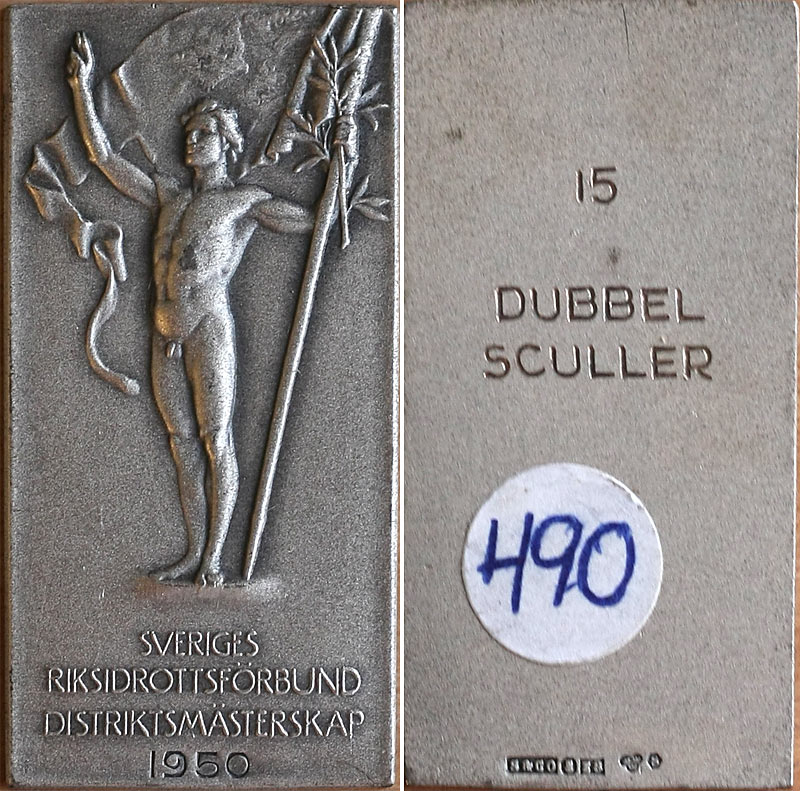 SVERIGES
RIKSIDROTTSFÖRBUND
DISTRIKTSMÄSTERSKAP
1950
15
DUBBEL
SCULLER
490